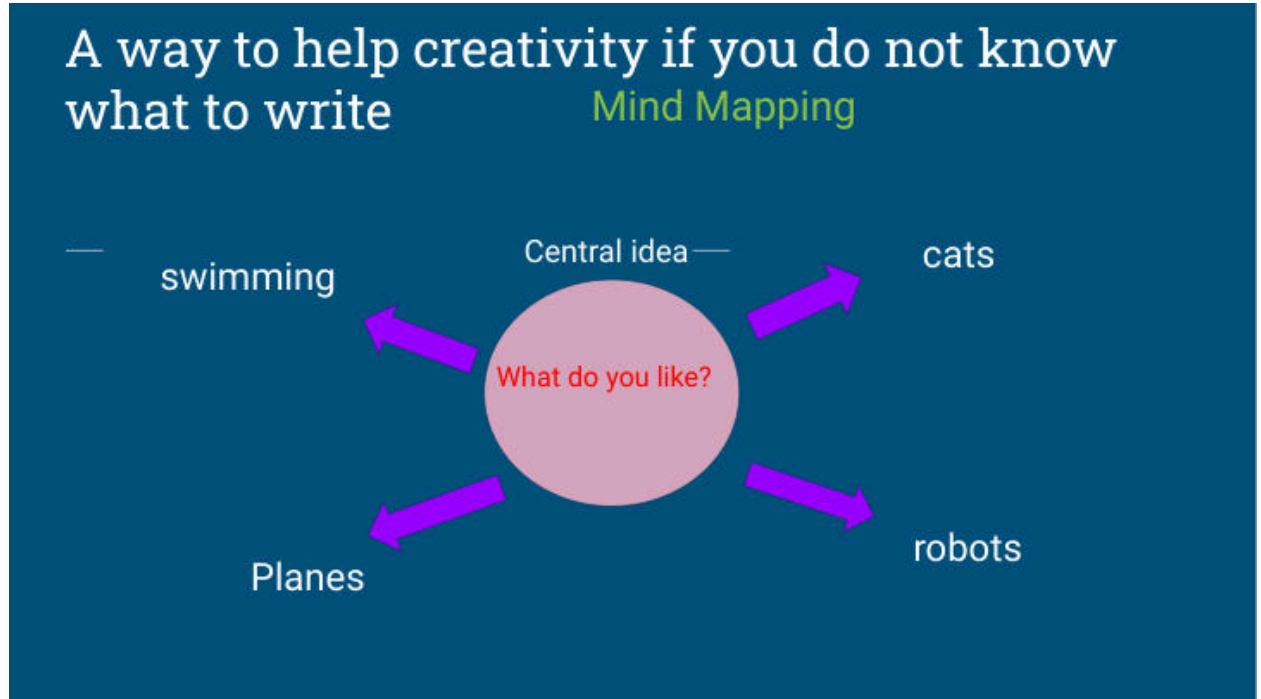 A way to help creativity if you do not know
what to write
Mind Mapping
Central idea
swimming
cats
What do you like?
Planes
robots